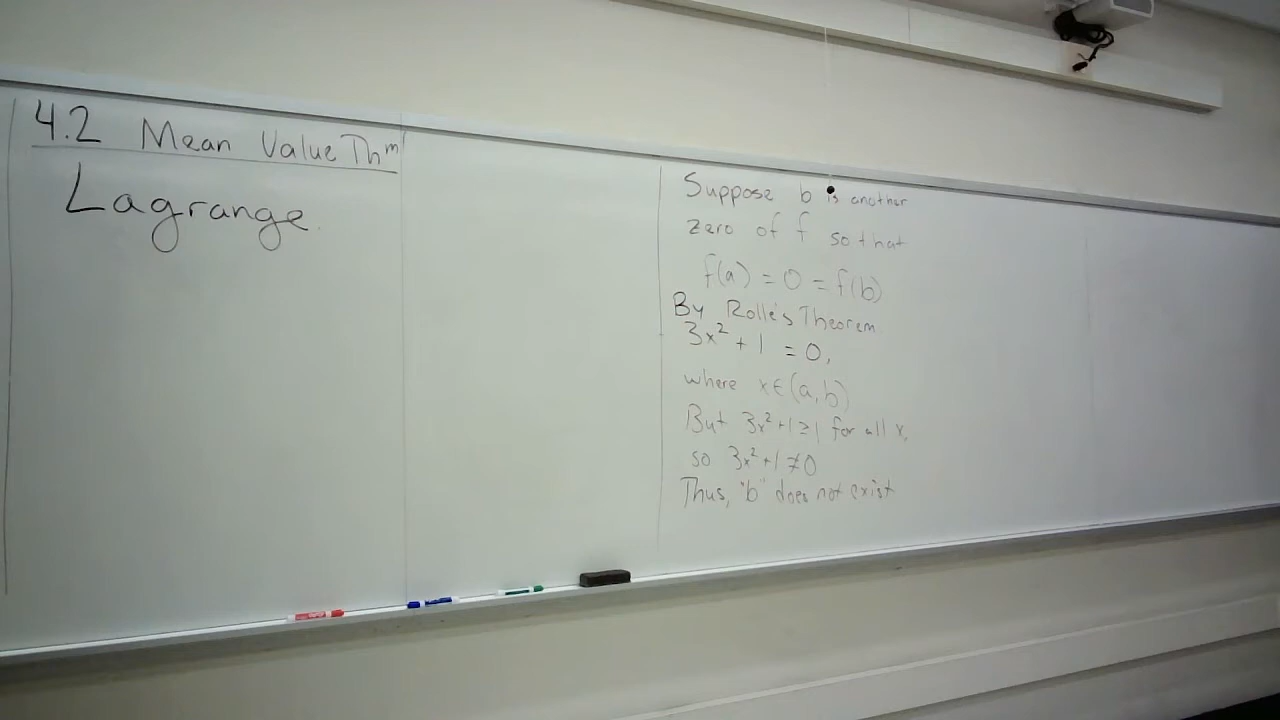 4.2 Mean Value Thm
Lagrange
Suppose b is another
zero of f so that
f(a) = 0 = f(b)
By Rolle's Theorem
3x² + 1 = 0,
where x∈(a,b)
But 3x²+1≥1 for all x,
so 3x²+1≠0
Thus, "b" does not exist